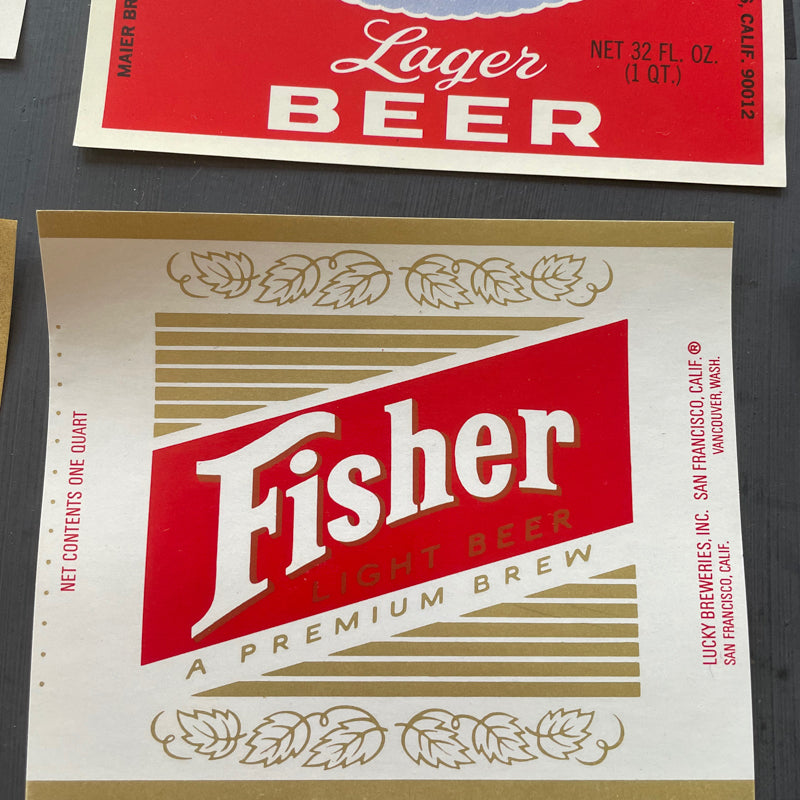 MAIER BR
Lager
BEER
NET 32 FL. OZ.
(1 QT.)
S, CALIF. 90012
NET CONTENTS ONE QUART
Fisher
LIGHT BEER
A PREMIUM BREW
LUCKY BREWERIES, INC. SAN FRANCISCO, CALIF.®
SAN FRANCISCO, CALIF. VANCOUVER, WASH.